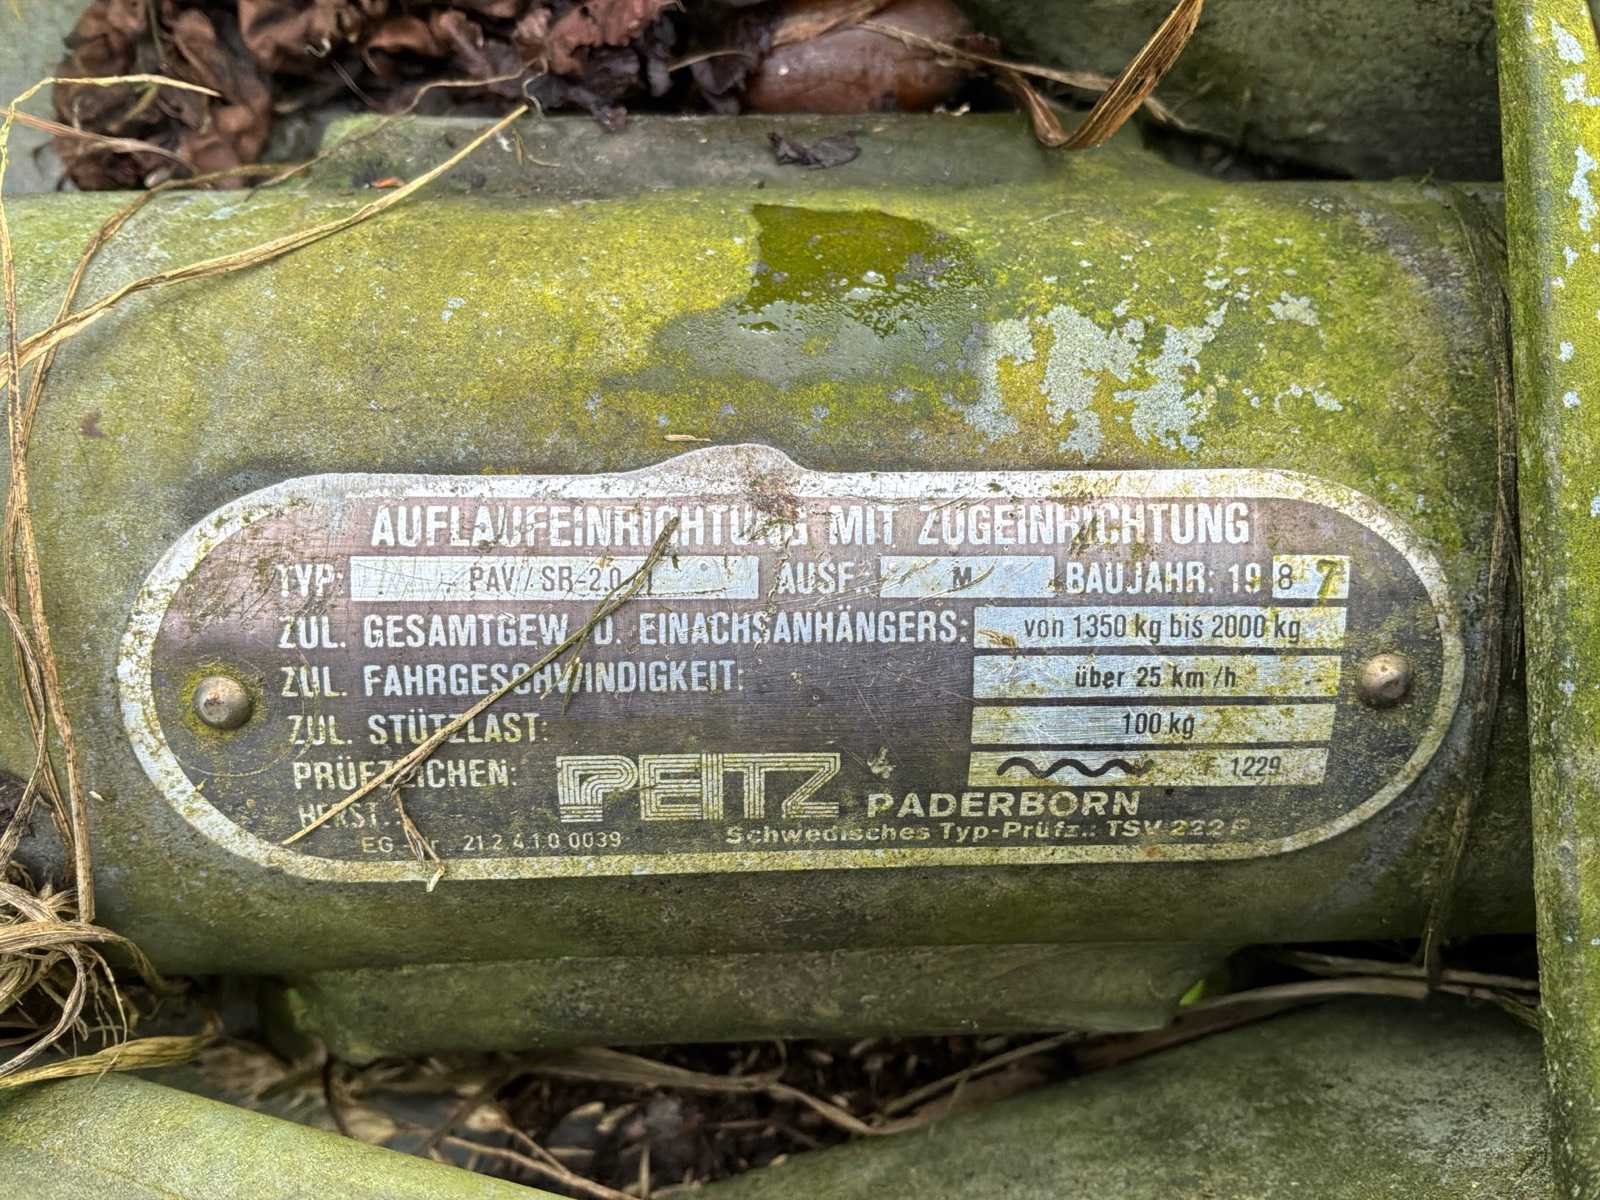 AUFLAUFEINRICHTUNG MIT ZUGEINRICHTUNG
TYP: PAV/SR-2.0 AUSF.: M BAUJAHR: 19 8 7
ZUL. GESAMTGEW. D. EINACHSANHÄNGERS: von 1350 kg bis 2000 kg
ZUL. FAHRGESCHWINDIGKEIT: über 25 km/h
ZUL. STÜTZLAST: 100 kg
PRÜFZEICHEN: F 1229
HERST.: PEITZ PADERBORN
EG-Nr 212 4.1 0 0039 Schwedisches Typ-Prüfz.: TSV 222 P